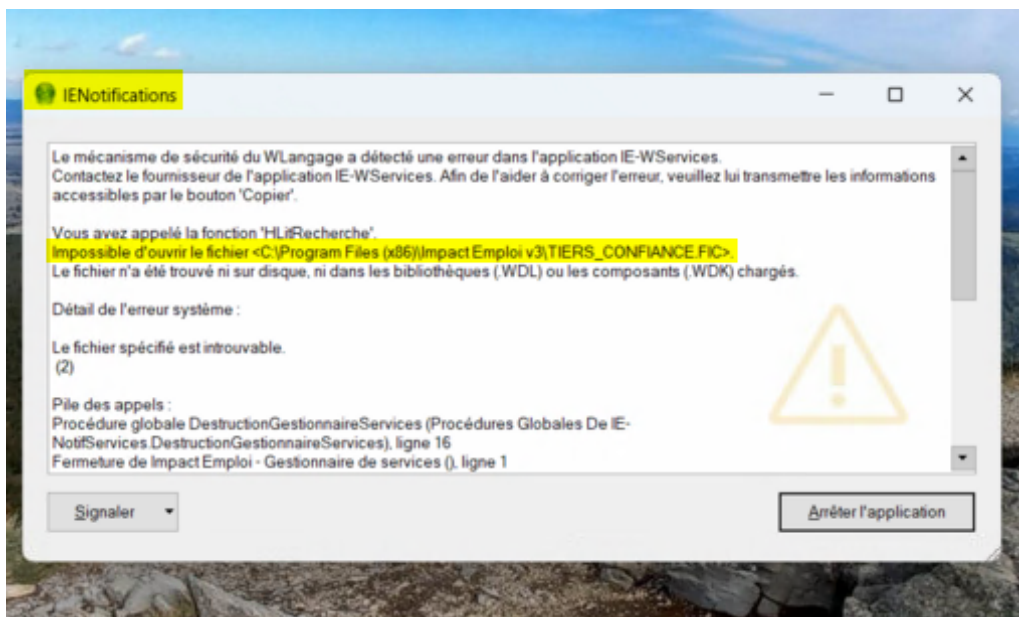 IENotifications
Le mécanisme de sécurité du WLangage a détecté une erreur dans l'application IE-WServices.
Contactez le fournisseur de l'application IE-WServices. Afin de l'aider à corriger l'erreur, veuillez lui transmettre les informations
accessibles par le bouton 'Copier'.
Vous avez appelé la fonction 'HLitRecherche'.
Impossible d'ouvrir le fichier <C:\Program Files (x86)\Impact Emploi v3\TIERS_CONFIANCE.FIC>.
Le fichier n'a été trouvé ni sur disque, ni dans les bibliothèques (.WDL) ou les composants (.WDK) chargés.
Détail de l'erreur système :
Le fichier spécifié est introuvable.
(2)
Pile des appels :
Procédure globale DestructionGestionnaireServices (Procédures Globales De IE-
NotifServices.DestructionGestionnaireServices), ligne 16
Fermeture de Impact Emploi - Gestionnaire de services (), ligne 1
Signaler
Arrêter l'application